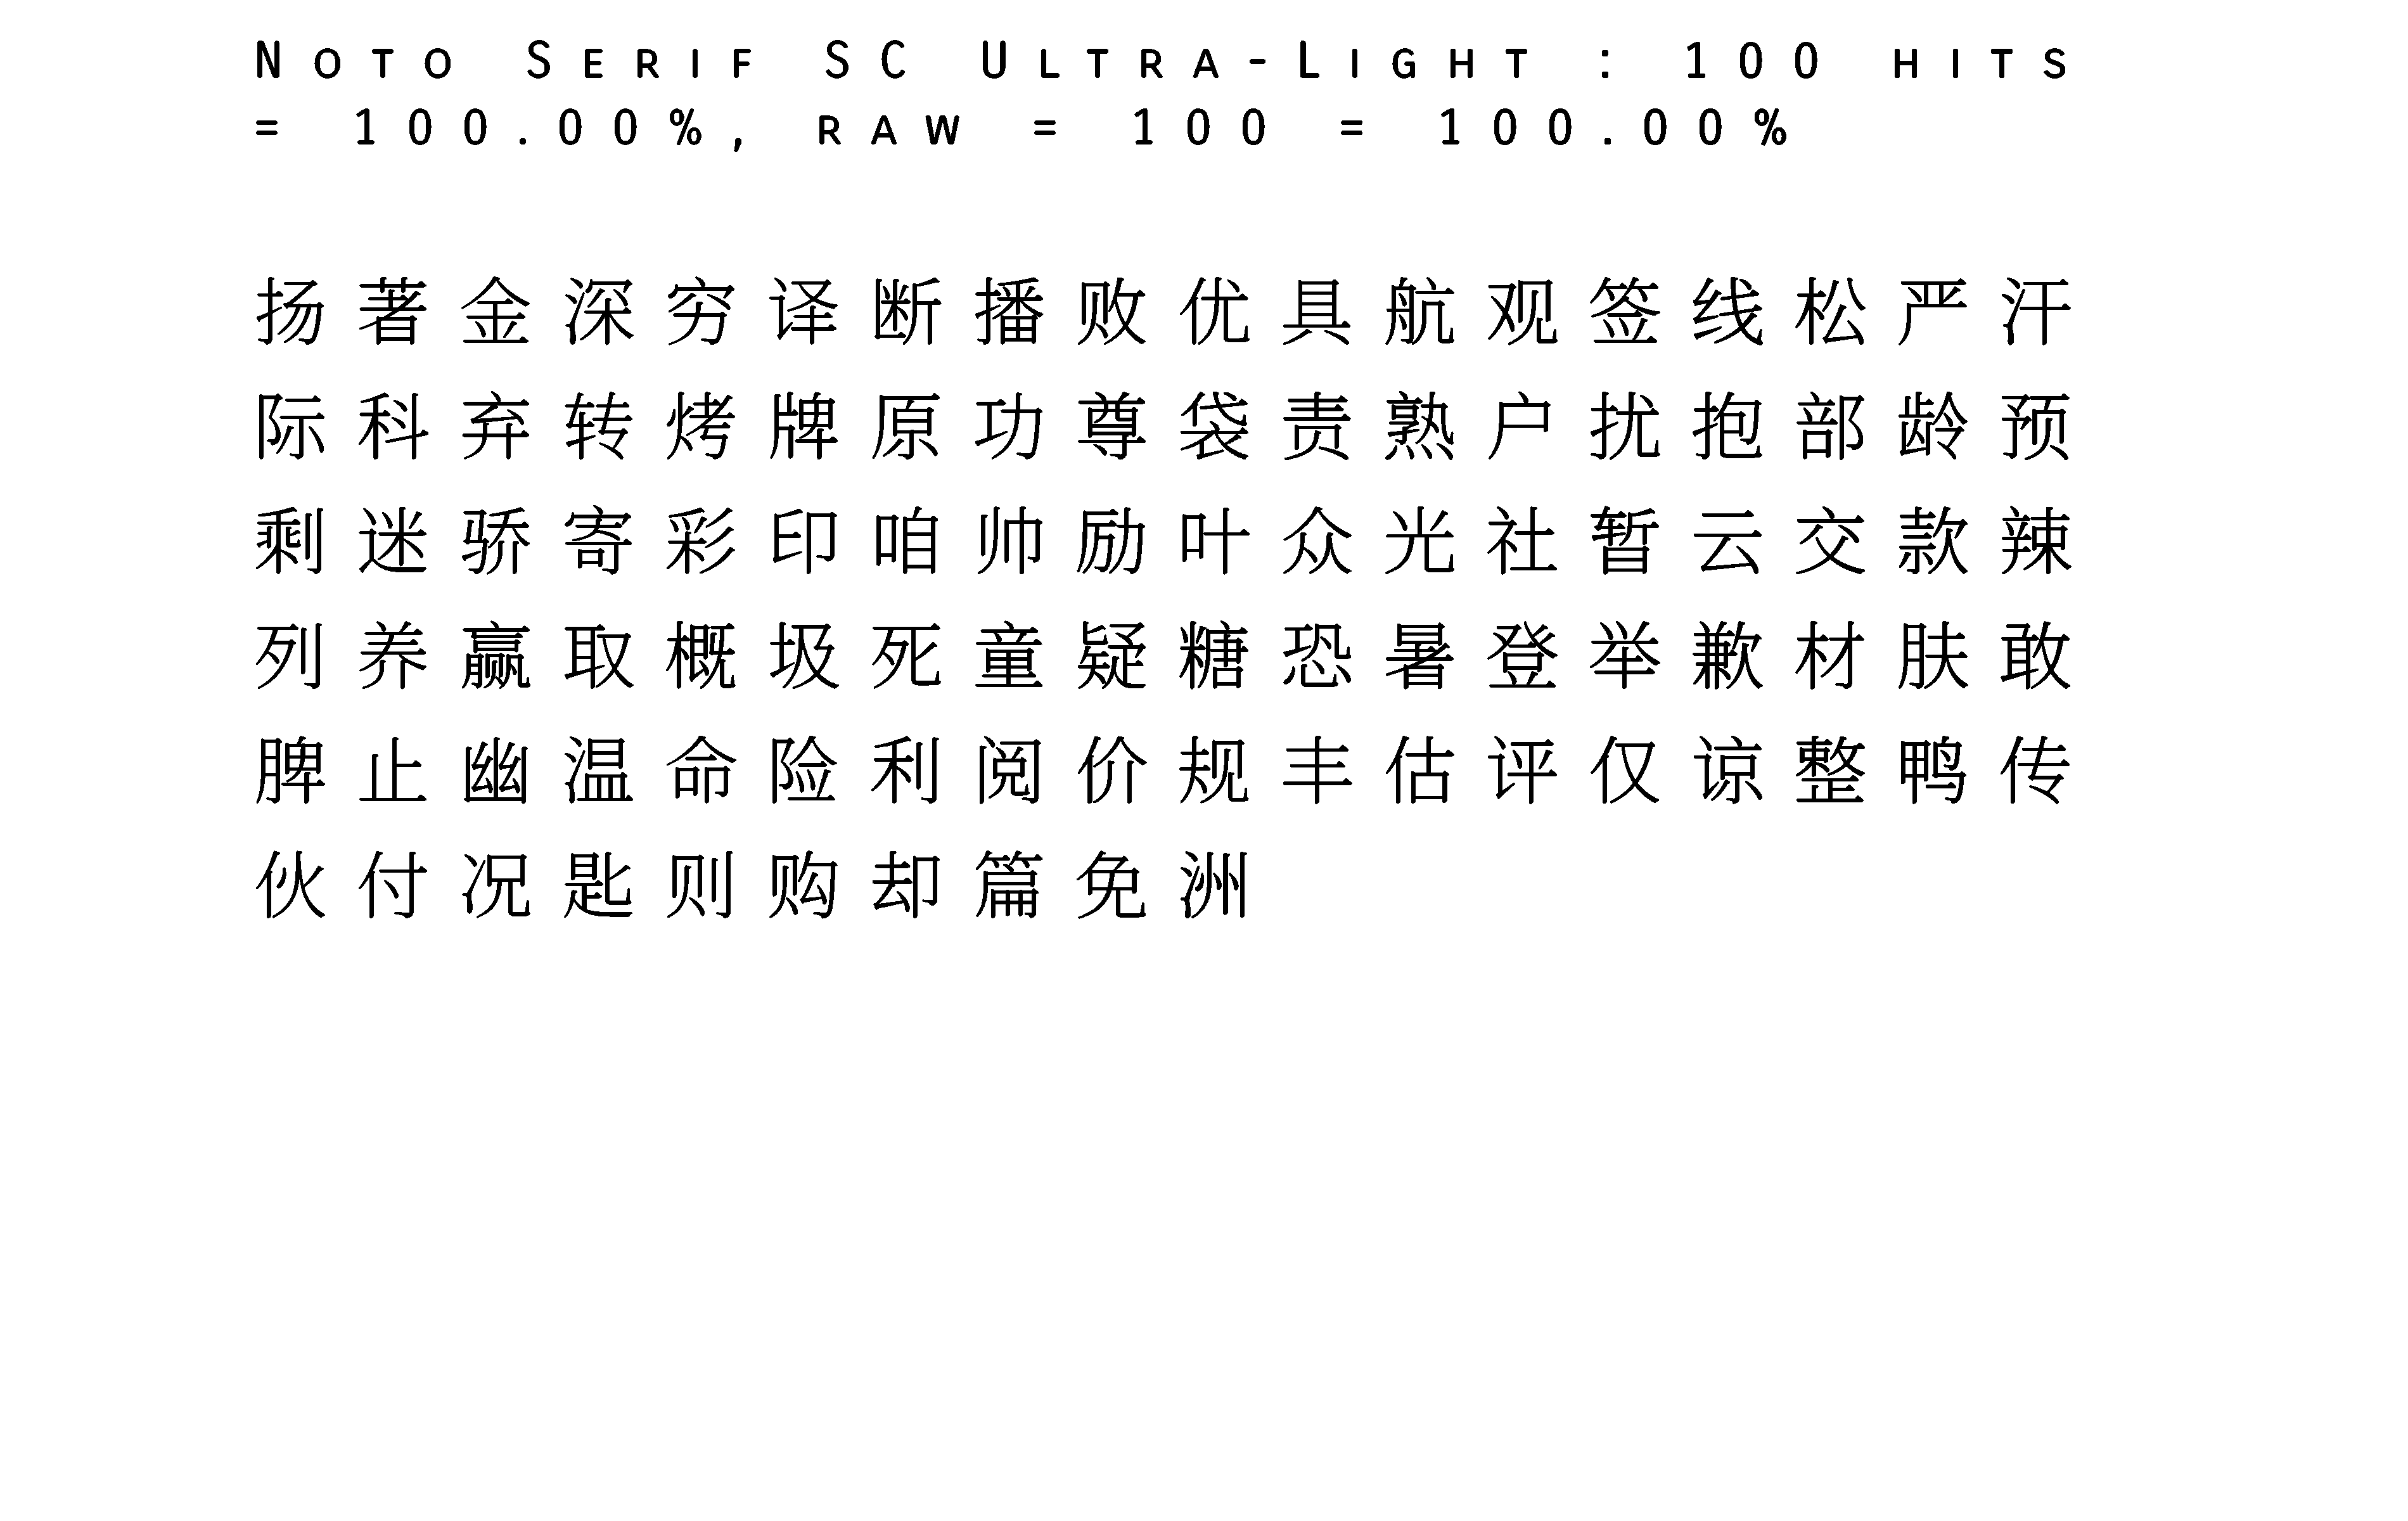 Noto Serif SC Ultra-Light : 100 hits
= 100.00%, raw = 100 = 100.00%
扬著金深穷译断播败优具航观签线松严汗
际科弃转烤牌原功尊袋责熟户扰抱部龄预
剩迷骄寄彩印咱帅励叶众光社暂云交款辣
列养赢取概圾死童疑糖恐暑登举歉材肤敢
脾止幽温命险利阅价规丰估评仅谅整鸭传
伙付况匙则购却篇免洲